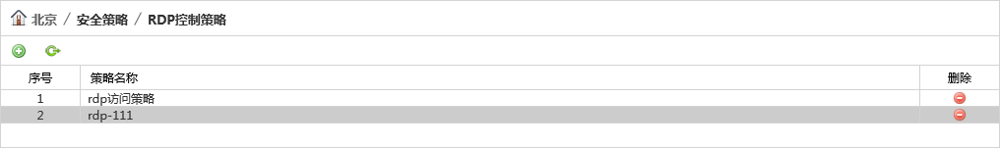 北京 / 安全策略 / RDP控制策略
序号 策略名称 删除
1 rdp访问策略
2 rdp-111